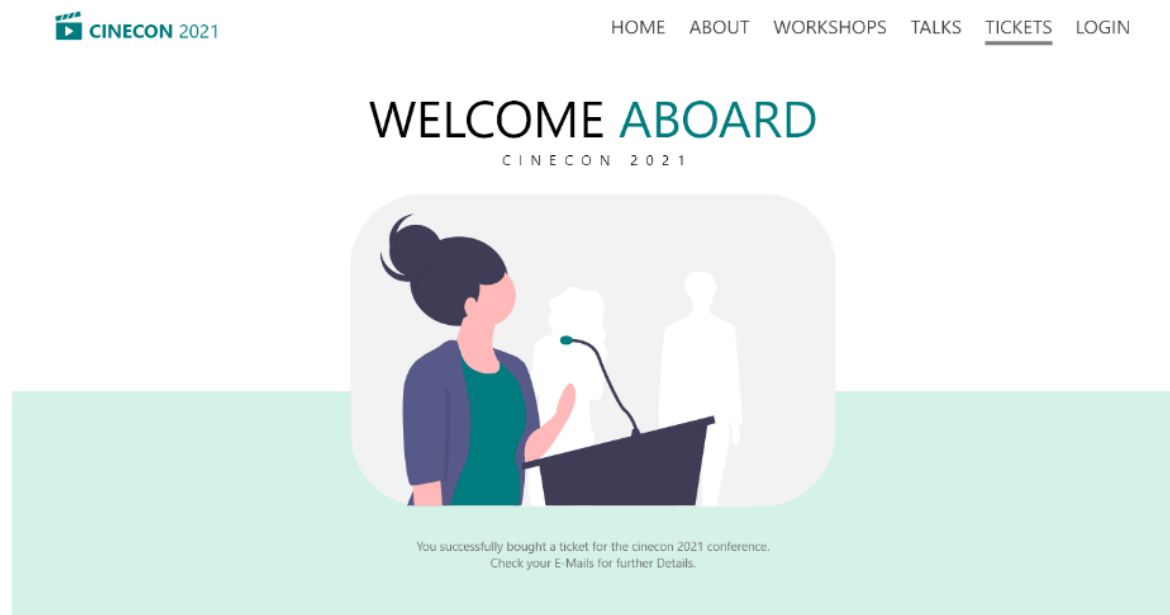 CINECON 2021
HOME ABOUT WORKSHOPS TALKS TICKETS LOGIN
WELCOME ABOARD
CINECON 2021
You successfully bought a ticket for the cinecon 2021 conference.
Check your E-Mails for further Details.